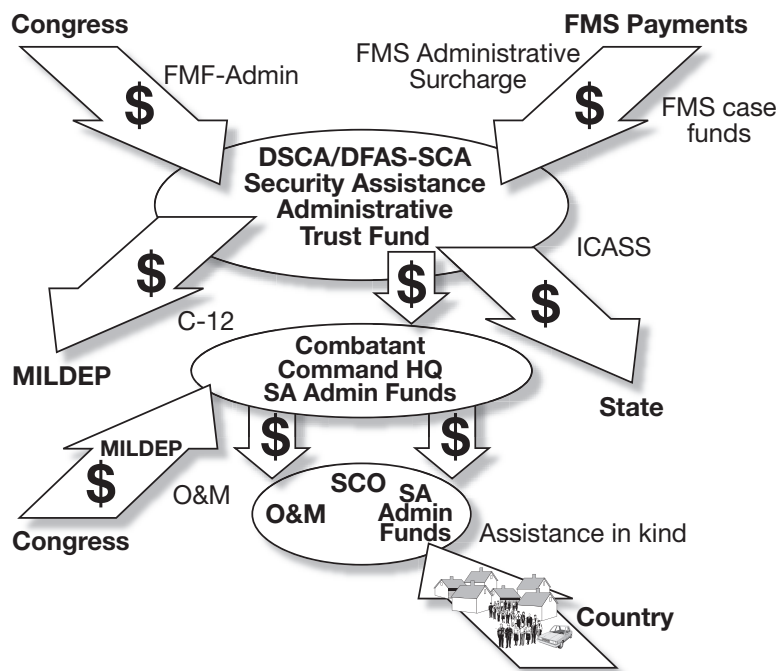 Congress
FMS Payments
FMF-Admin
FMS Administrative
Surcharge
$
$
FMS case
funds
DSCA/DFAS-SCA
Security Assistance
Administrative
Trust Fund
ICASS
$
$
$
C-12
MILDEP
Combatant
Command HQ
SA Admin Funds
State
MILDEP
$
O&M
Congress
$
$
SCO
O&M
SA
Admin
Funds
Assistance in kind
Country